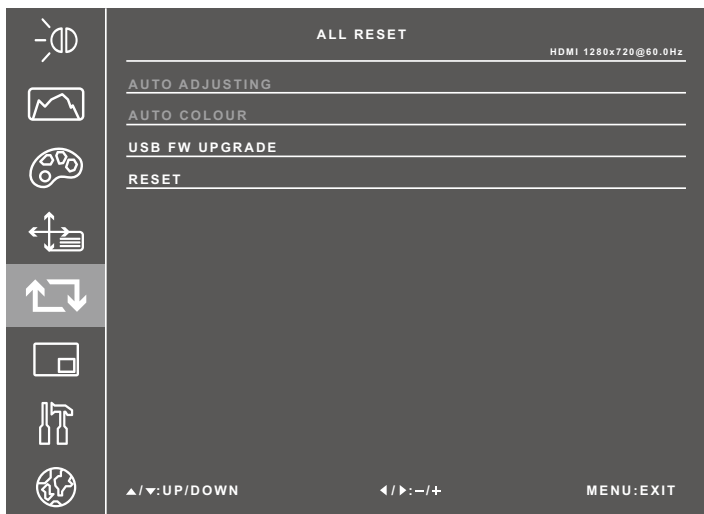 ALL RESET
HDMI 1280x720@60.0Hz
AUTO ADJUSTING
AUTO COLOUR
USB FW UPGRADE
RESET
▲/▼:UP/DOWN ◀/▶:−/+ MENU:EXIT